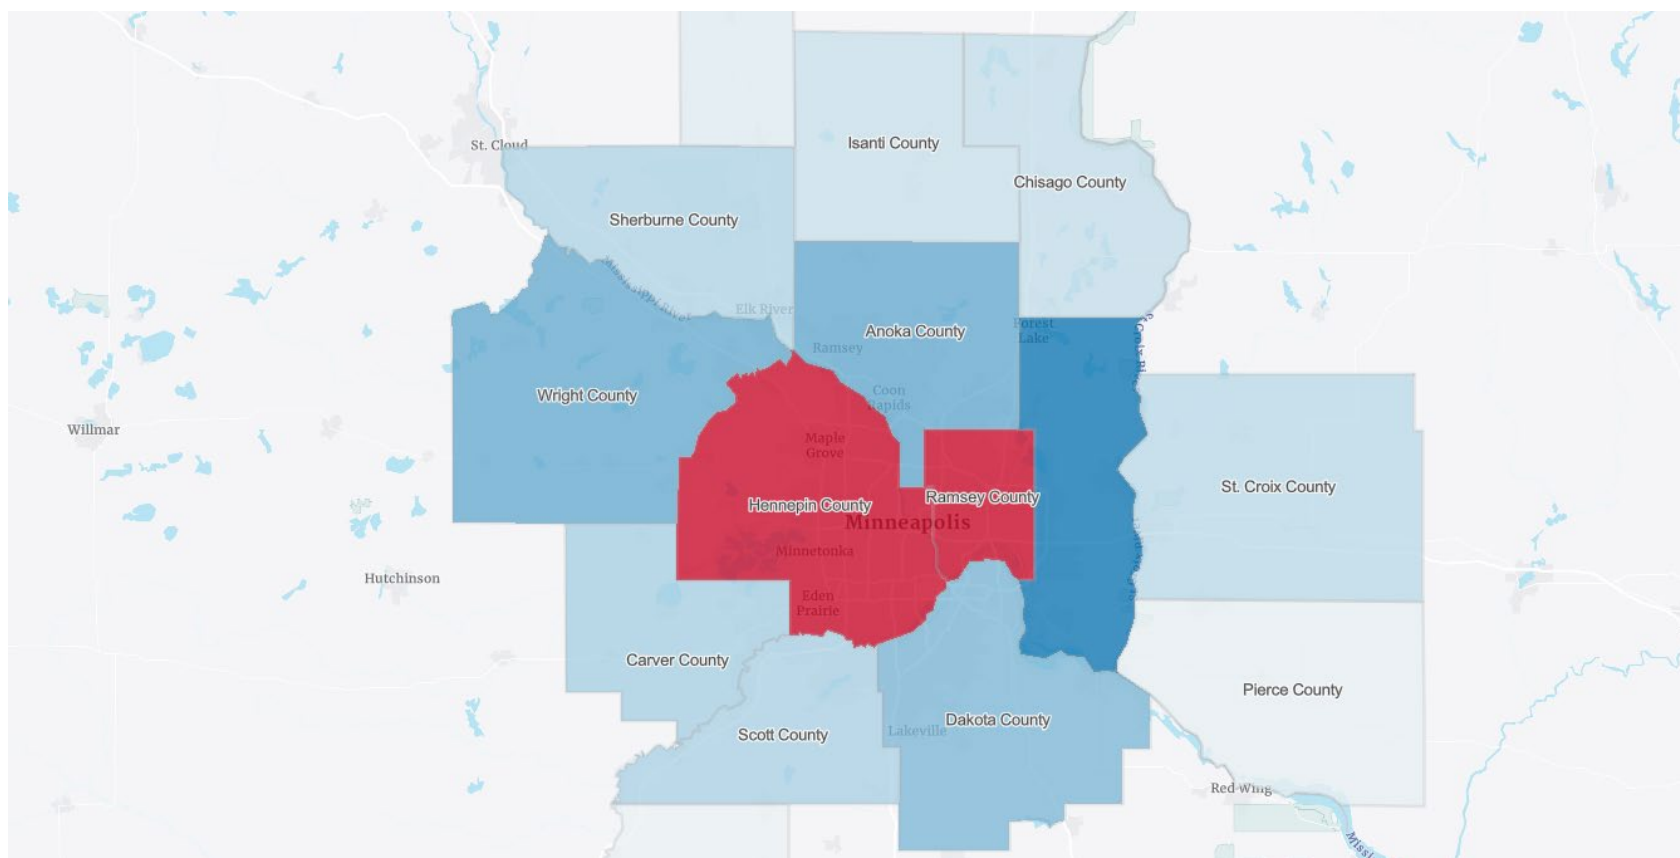 Isanti County
St. Cloud
Chisago County
Sherburne County
Mississippi River
Elk River
Forest
Lake
Anoka County
Ramsey
Coon
Rapids
Wright County
Willmar
Maple
Grove
St. Croix County
Ramsey County
Hennepin County
Minneapolis
Minnetonka
Hutchinson
Eden
Prairie
Carver County
Pierce County
Dakota County
Lakeville
Scott County
Red Wing